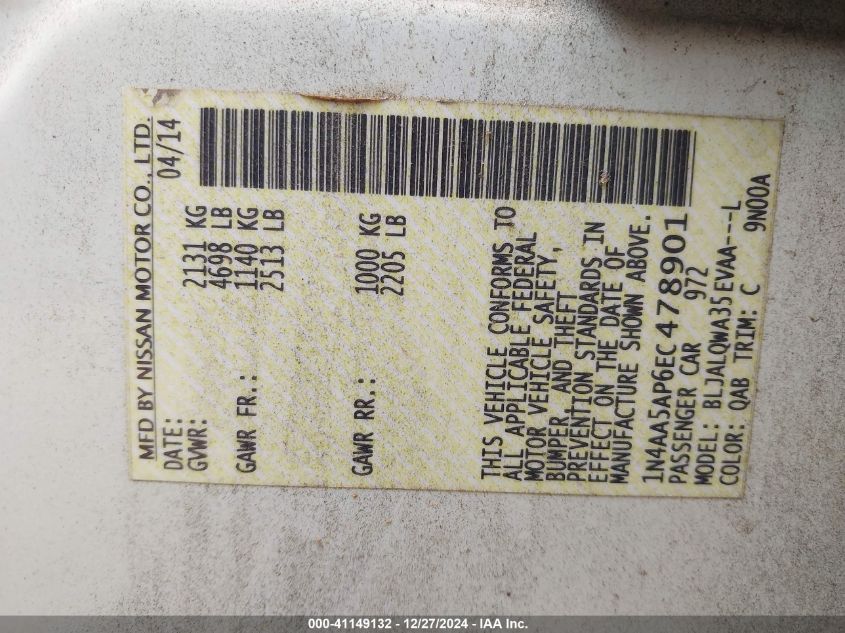 MFD BY NISSAN MOTOR CO., LTD.
DATE: 04/14
GVWR: 2131 KG
4698 LB
GAWR FR.: 1140 KG
2513 LB
GAWR RR.: 1000 KG
2205 LB
THIS VEHICLE CONFORMS TO
ALL APPLICABLE FEDERAL
MOTOR VEHICLE SAFETY,
BUMPER, AND THEFT
PREVENTION STANDARDS IN
EFFECT ON THE DATE OF
MANUFACTURE SHOWN ABOVE.
1N4AA5AP6EC478901
PASSENGER CAR 972
MODEL: BLJALQWA35EVAA---L
COLOR: QAB TRIM: C 9N00A
000-41149132 - 12/27/2024 - IAA Inc.